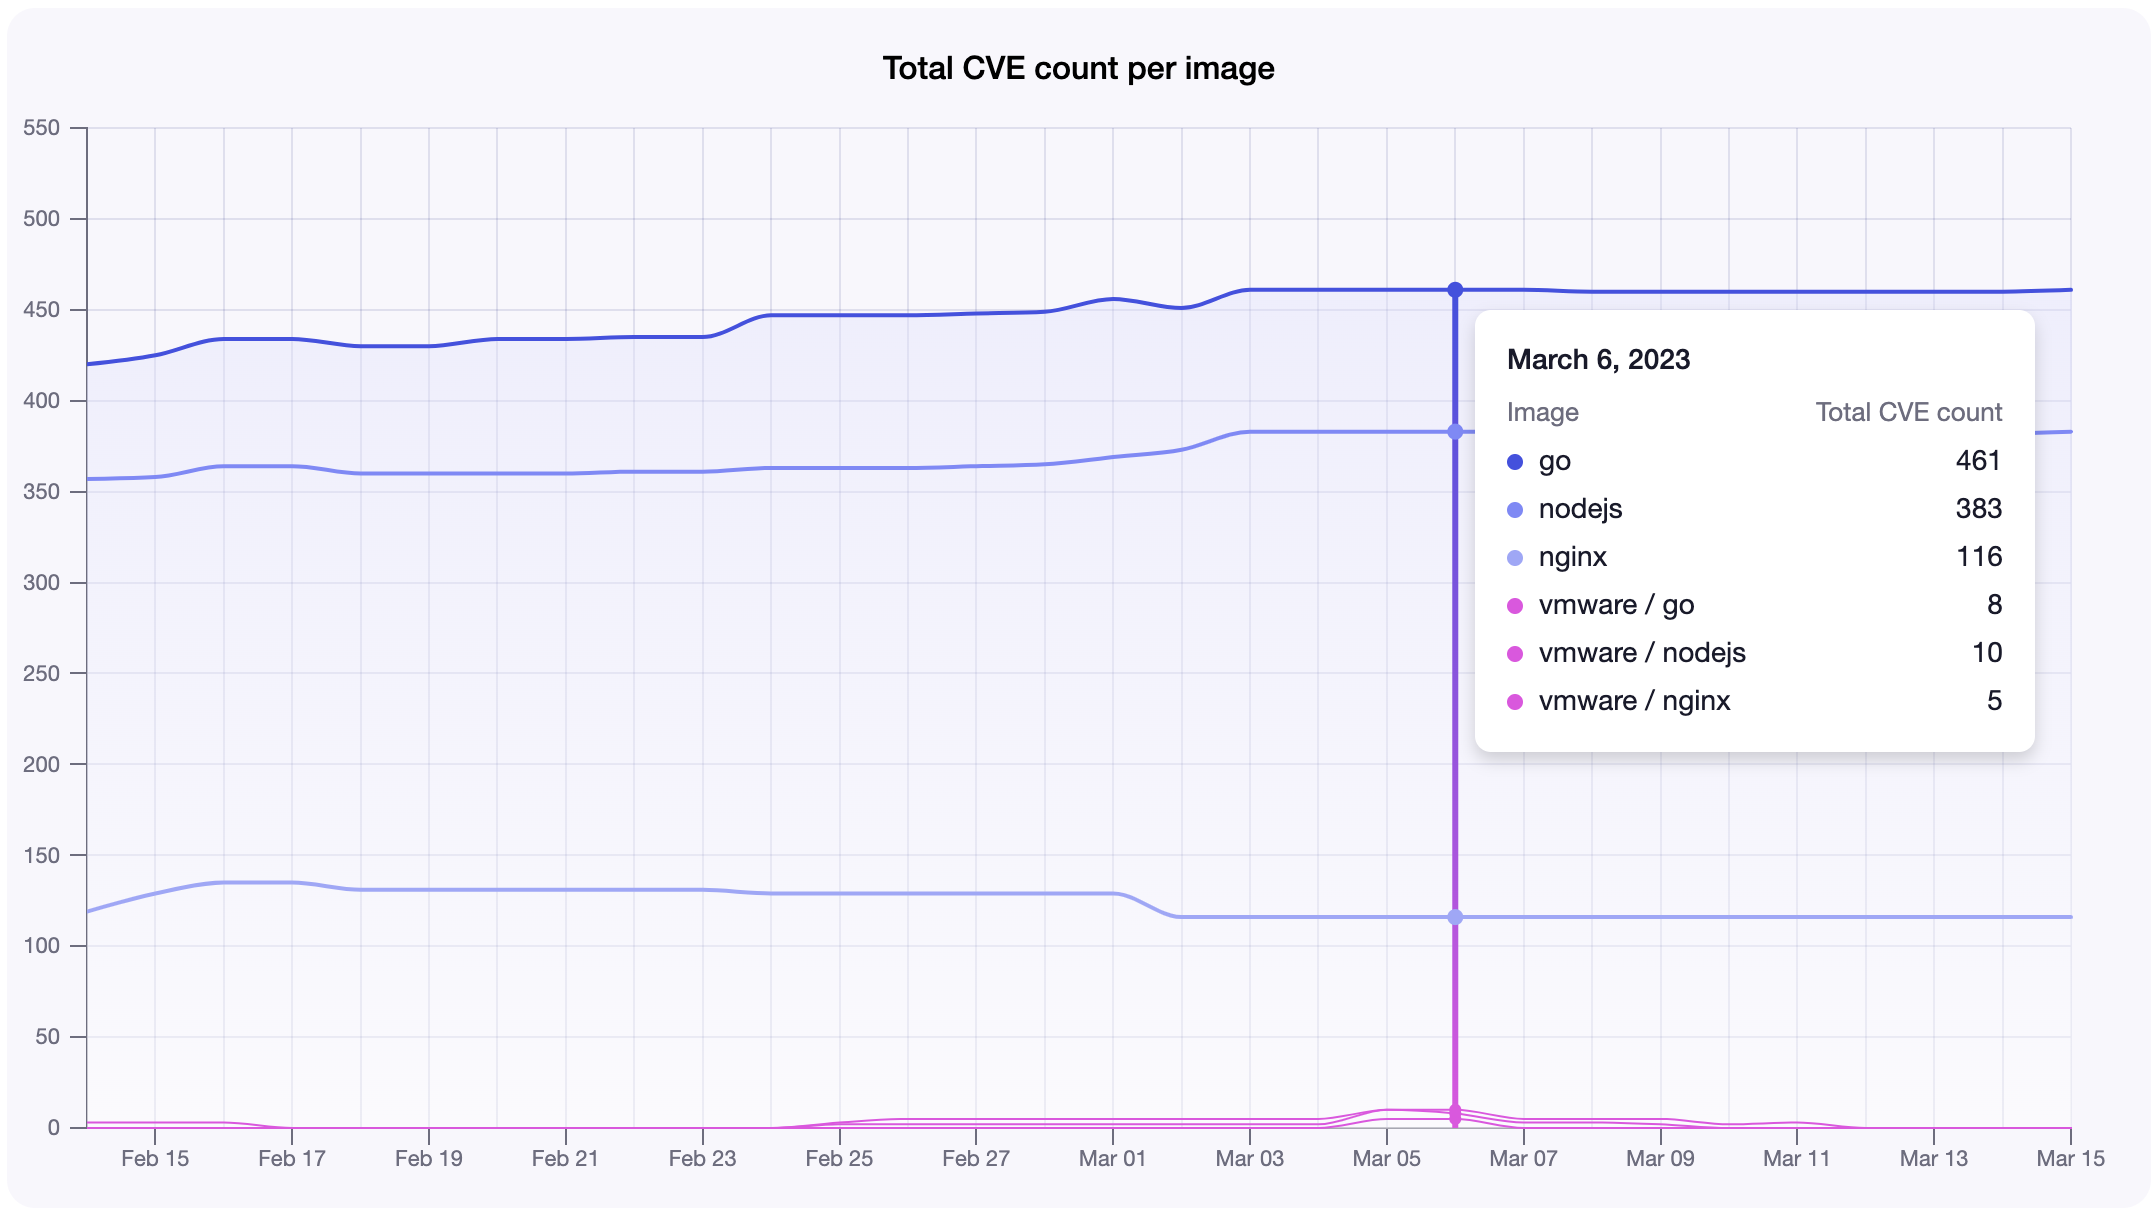 Total CVE count per image
550
500
450
400
350
300
250
200
150
100
50
0
March 6, 2023
Image Total CVE count
go 461
nodejs 383
nginx 116
vmware / go 8
vmware / nodejs 10
vmware / nginx 5
Feb 15 Feb 17 Feb 19 Feb 21 Feb 23 Feb 25 Feb 27 Mar 01 Mar 03 Mar 05 Mar 07 Mar 09 Mar 11 Mar 13 Mar 15